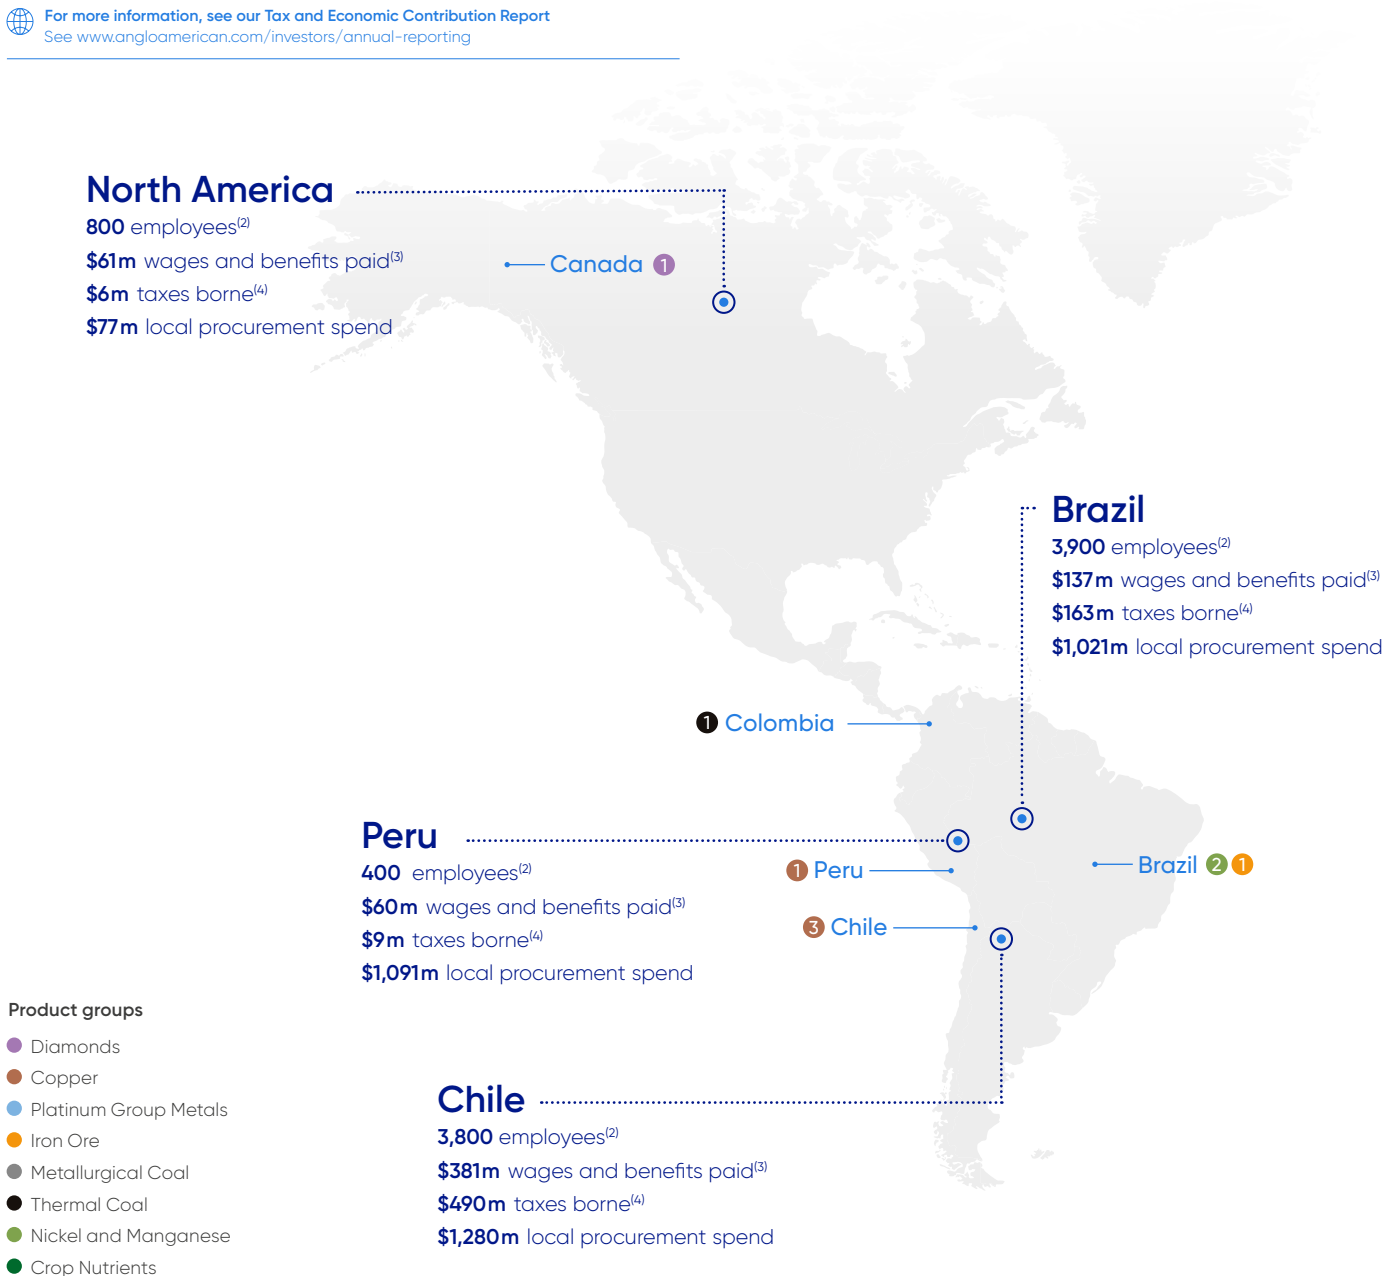 For more information, see our Tax and Economic Contribution Report
See www.angloamerican.com/investors/annual-reporting
North America
800 employees(2)
$61m wages and benefits paid(3)
$6m taxes borne(4)
$77m local procurement spend
Canada 1
Brazil
3,900 employees(2)
$137m wages and benefits paid(3)
$163m taxes borne(4)
$1,021m local procurement spend
1 Colombia
Peru
400 employees(2)
$60m wages and benefits paid(3)
$9m taxes borne(4)
$1,091m local procurement spend
1 Peru
Brazil 2 1
3 Chile
Product groups
Diamonds
Copper
Platinum Group Metals
Iron Ore
Metallurgical Coal
Thermal Coal
Nickel and Manganese
Crop Nutrients
Chile
3,800 employees(2)
$381m wages and benefits paid(3)
$490m taxes borne(4)
$1,280m local procurement spend